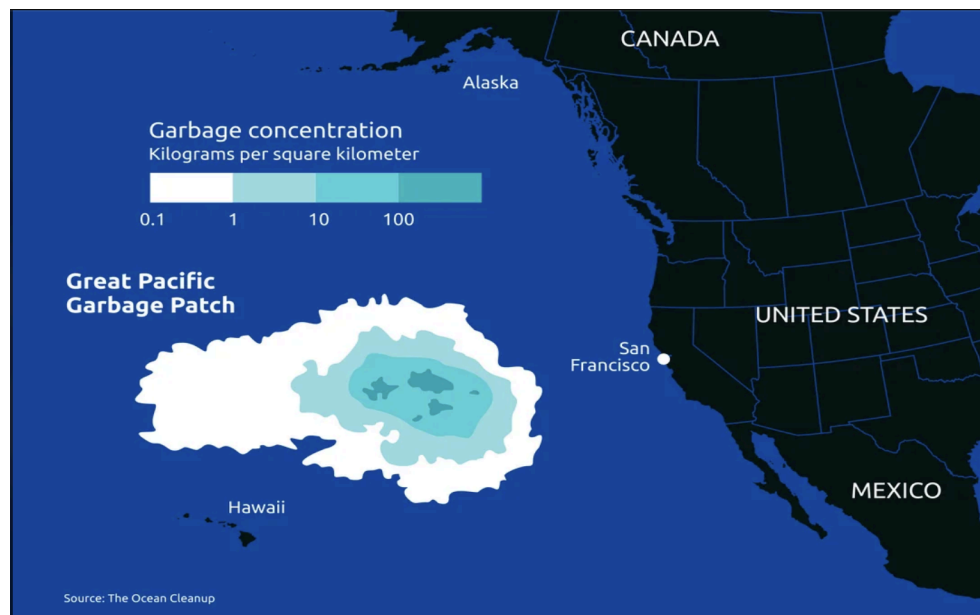 CANADA
Alaska
Garbage concentration
Kilograms per square kilometer
0.1 1 10 100
Great Pacific
Garbage Patch
UNITED STATES
San
Francisco
MEXICO
Hawaii
Source: The Ocean Cleanup